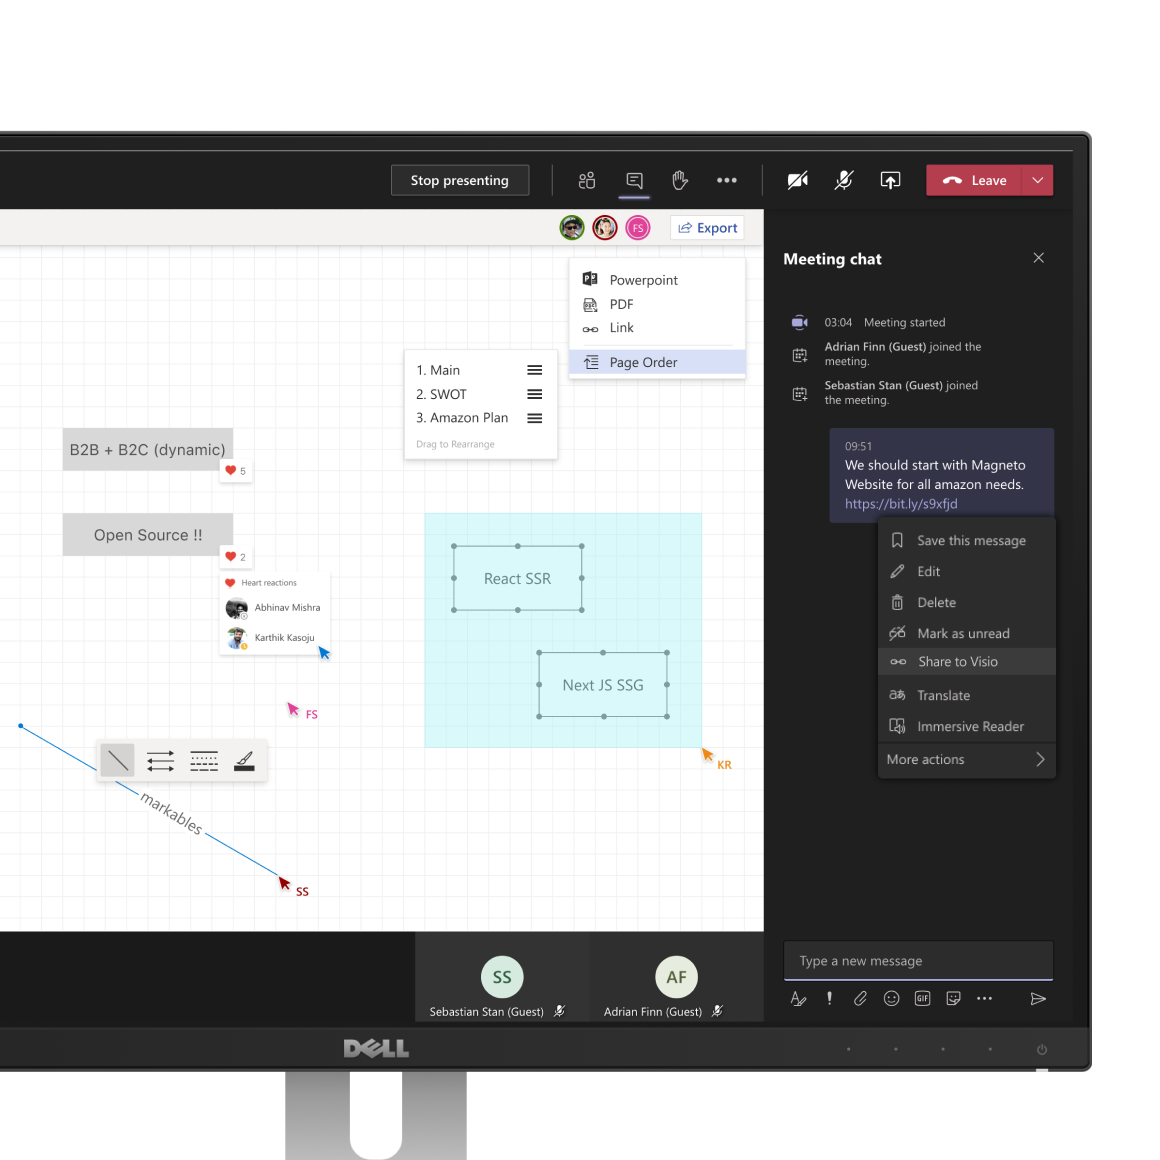 Stop presenting
Leave
FS
Export
Powerpoint
PDF
Link
Page Order
1. Main
2. SWOT
3. Amazon Plan
Drag to Rearrange
B2B + B2C (dynamic)
5
Open Source !!
2
Heart reactions
Abhinav Mishra
Karthik Kasoju
FS
React SSR
Next JS SSG
KR
markables
SS
Meeting chat
03:04 Meeting started
Adrian Finn (Guest) joined the
meeting.
Sebastian Stan (Guest) joined
the meeting.
09:51
We should start with Magneto
Website for all amazon needs.
https://bit.ly/s9xfjd
Save this message
Edit
Delete
Mark as unread
Share to Visio
Translate
Immersive Reader
More actions
Type a new message
GIF
SS
Sebastian Stan (Guest)
AF
Adrian Finn (Guest)
DELL